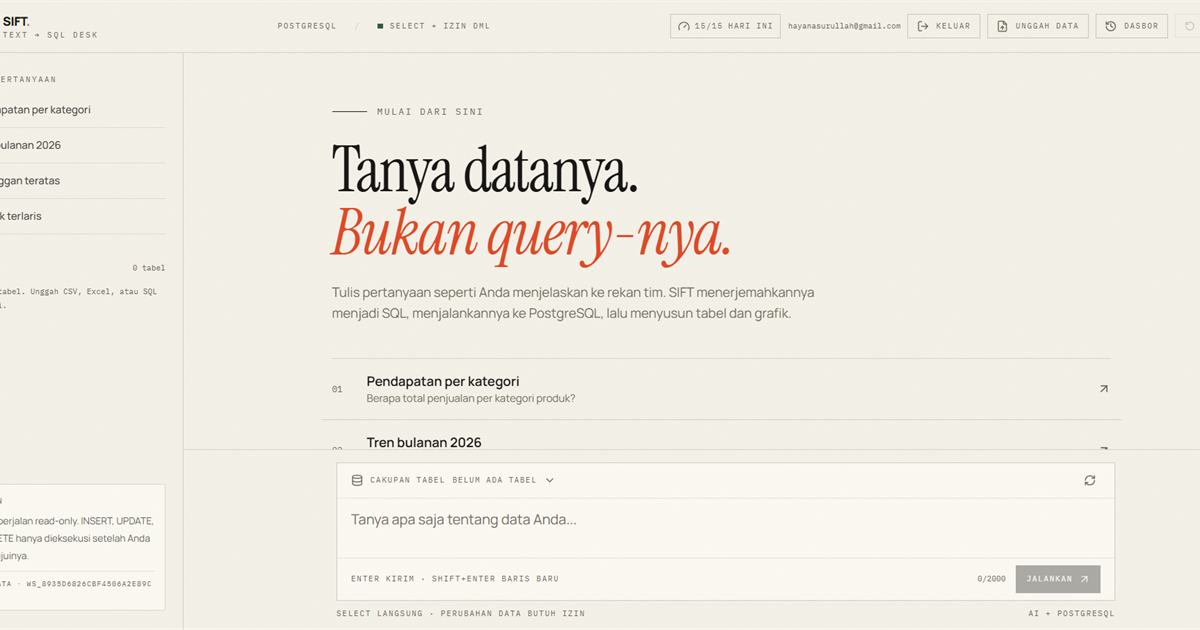 SIFT.
TEXT → SQL DESK
POSTGRESQL / SELECT + IZIN DML
15/15 HARI INI
hayanasurullah@gmail.com
KELUAR
UNGGAH DATA
DASBOR
ERTANYAAN
patan per kategori
ulanan 2026
ggan teratas
k terlaris
0 tabel
tabel. Unggah CSV, Excel, atau SQL
perjalan read-only. INSERT, UPDATE,
ETE hanya dieksekusi setelah Anda
ujuinya.
ATA · WS_8935D6826CBF4506A2E89C
MULAI DARI SINI
Tanya datanya.
Bukan query-nya.
Tulis pertanyaan seperti Anda menjelaskan ke rekan tim. SIFT menerjemahkannya
menjadi SQL, menjalankannya ke PostgreSQL, lalu menyusun tabel dan grafik.
01
Pendapatan per kategori
Berapa total penjualan per kategori produk?
Tren bulanan 2026
CAKUPAN TABEL BELUM ADA TABEL
Tanya apa saja tentang data Anda...
ENTER KIRIM · SHIFT+ENTER BARIS BARU
0/2000
JALANKAN
SELECT LANGSUNG · PERUBAHAN DATA BUTUH IZIN
AI + POSTGRESQL